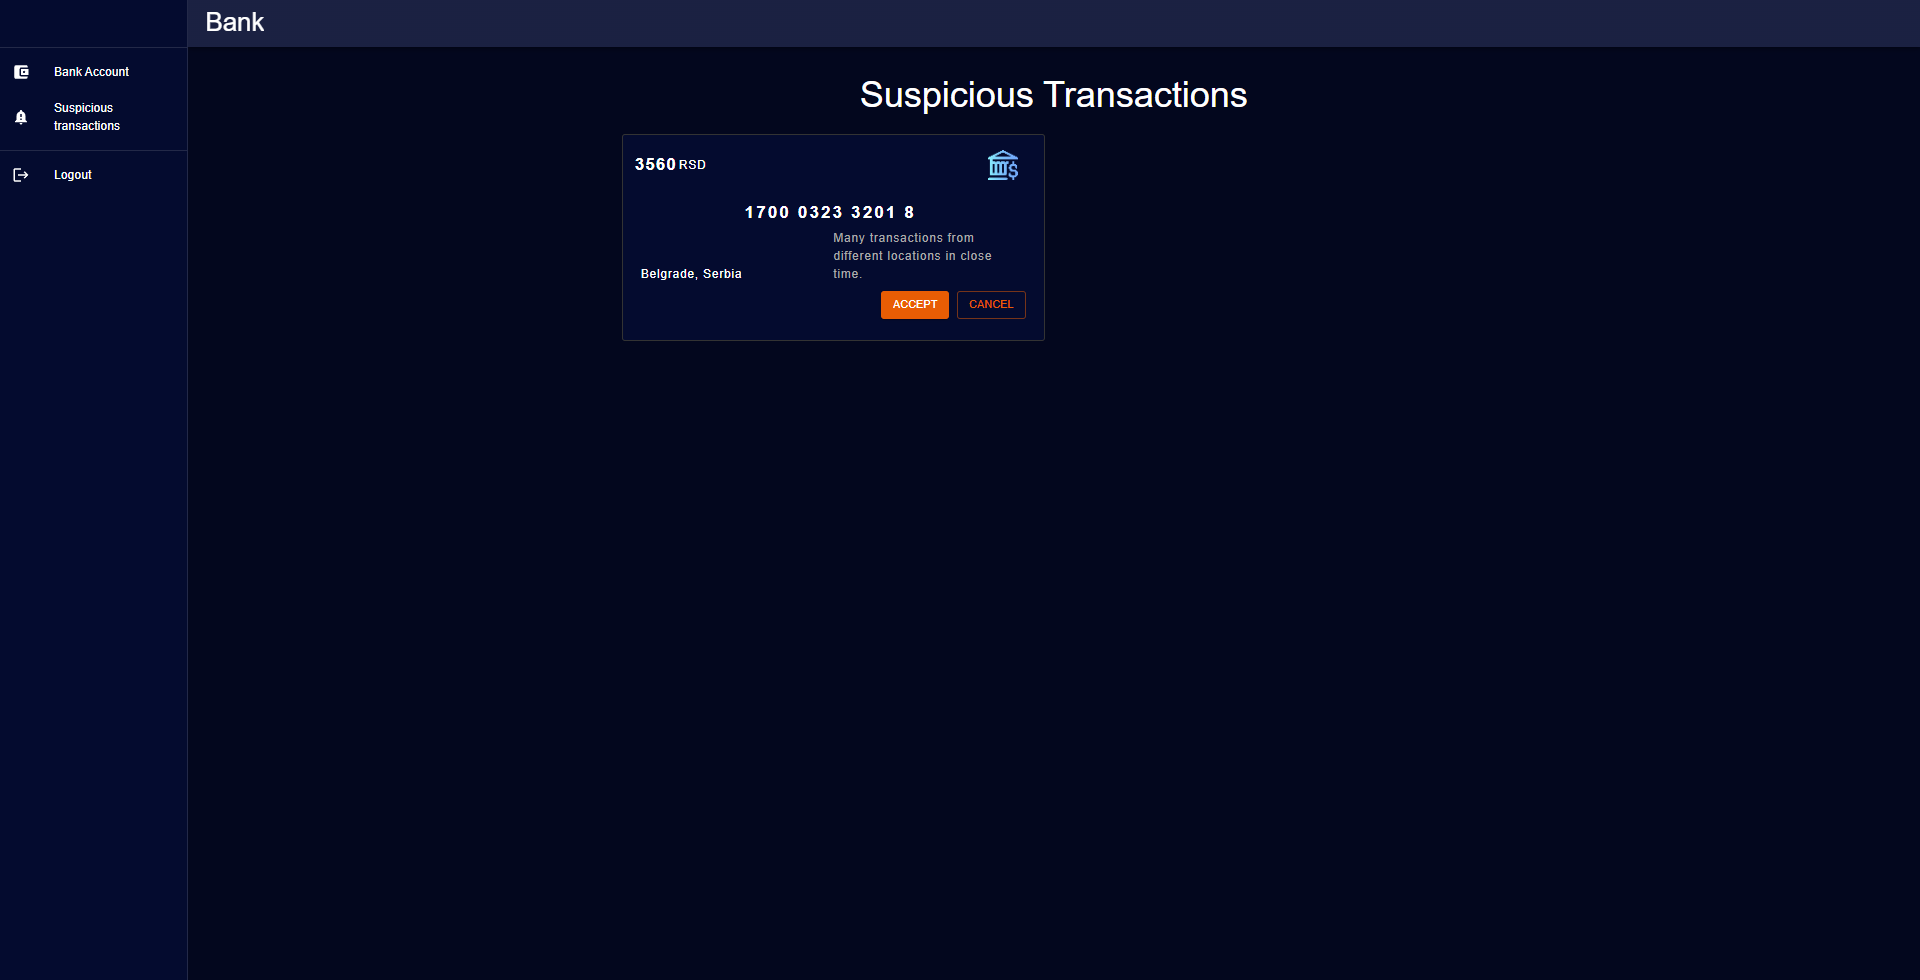 Bank
Bank Account
Suspicious
transactions
Logout
Suspicious Transactions
3560 RSD
1700 0323 3201 8
Many transactions from
different locations in close
time.
Belgrade, Serbia
ACCEPT
CANCEL